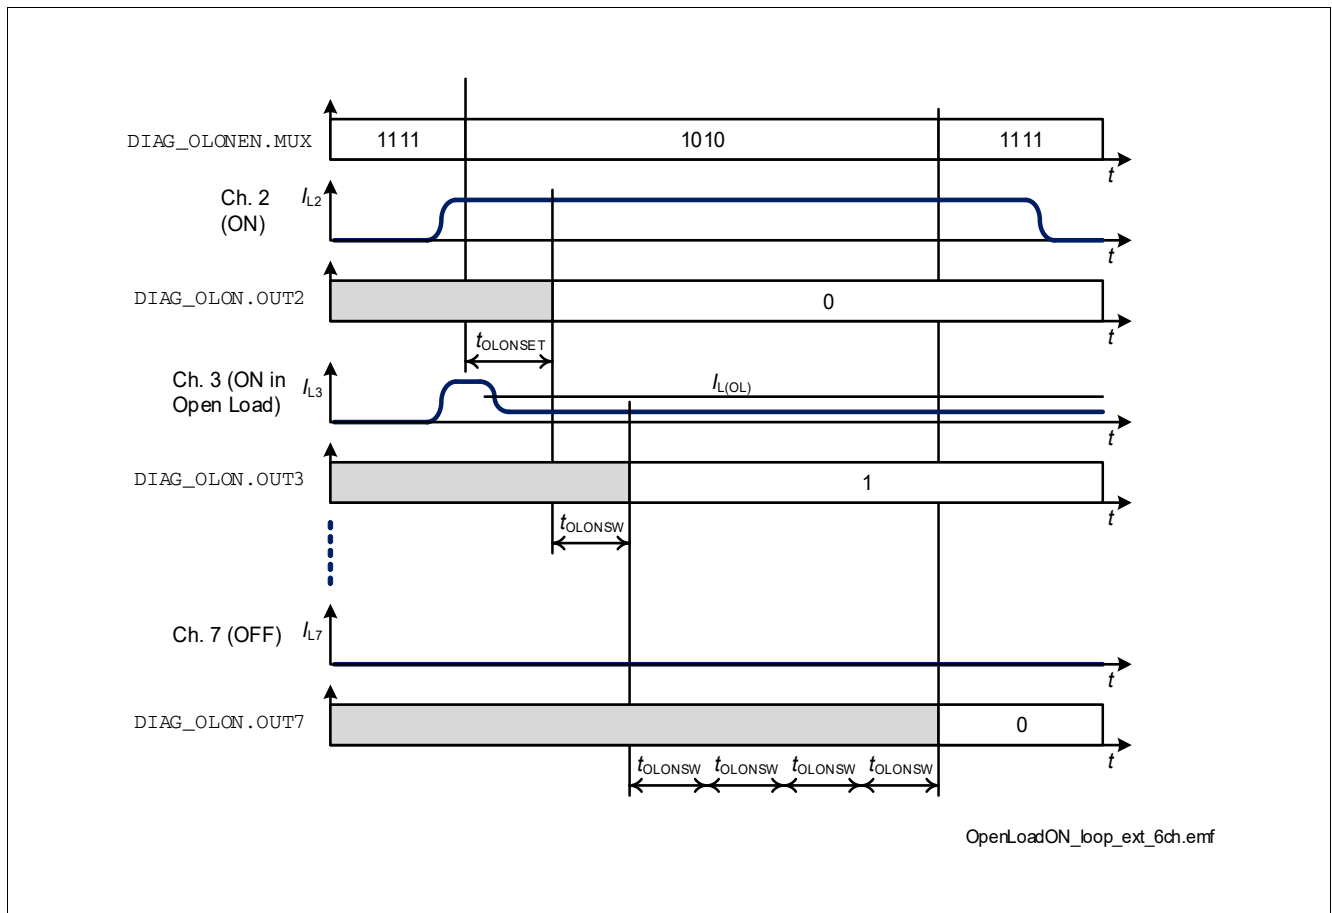 DIAG_OLONEN.MUX
1111
1010
1111
t
Ch. 2
(ON)
IL2
t
DIAG_OLON.OUT2
0
t
tOLONSET
Ch. 3 (ON in
Open Load)
IL3
IL(OL)
t
DIAG_OLON.OUT3
1
t
tOLONSW
Ch. 7 (OFF)
IL7
t
DIAG_OLON.OUT7
0
t
tOLONSW tOLONSW tOLONSW tOLONSW
OpenLoadON_loop_ext_6ch.emf